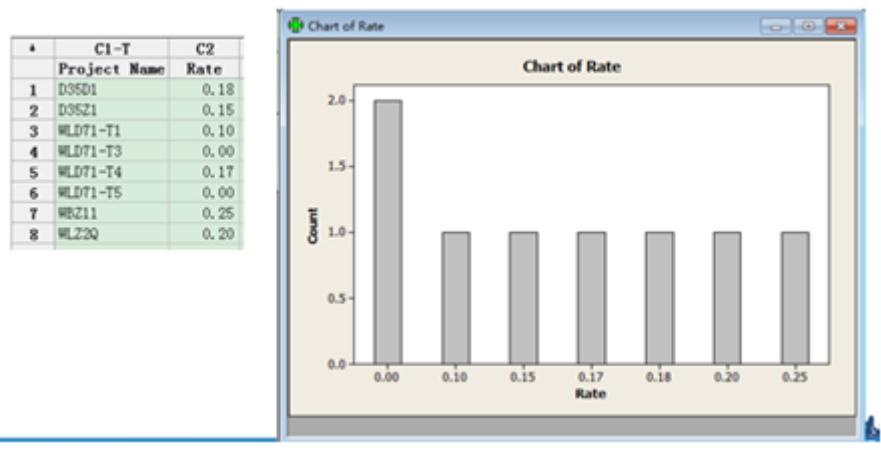 C1-T C2
Project Name Rate
1 D35D1 0.18
2 D35Z1 0.15
3 WLD71-T1 0.10
4 WLD71-T3 0.00
5 WLD71-T4 0.17
6 WLD71-T5 0.00
7 WBZ11 0.25
8 WLZ2Q 0.20
Chart of Rate
Chart of Rate
Count
2.0
1.5
1.0
0.5
0.0
0.00 0.10 0.15 0.17 0.18 0.20 0.25
Rate